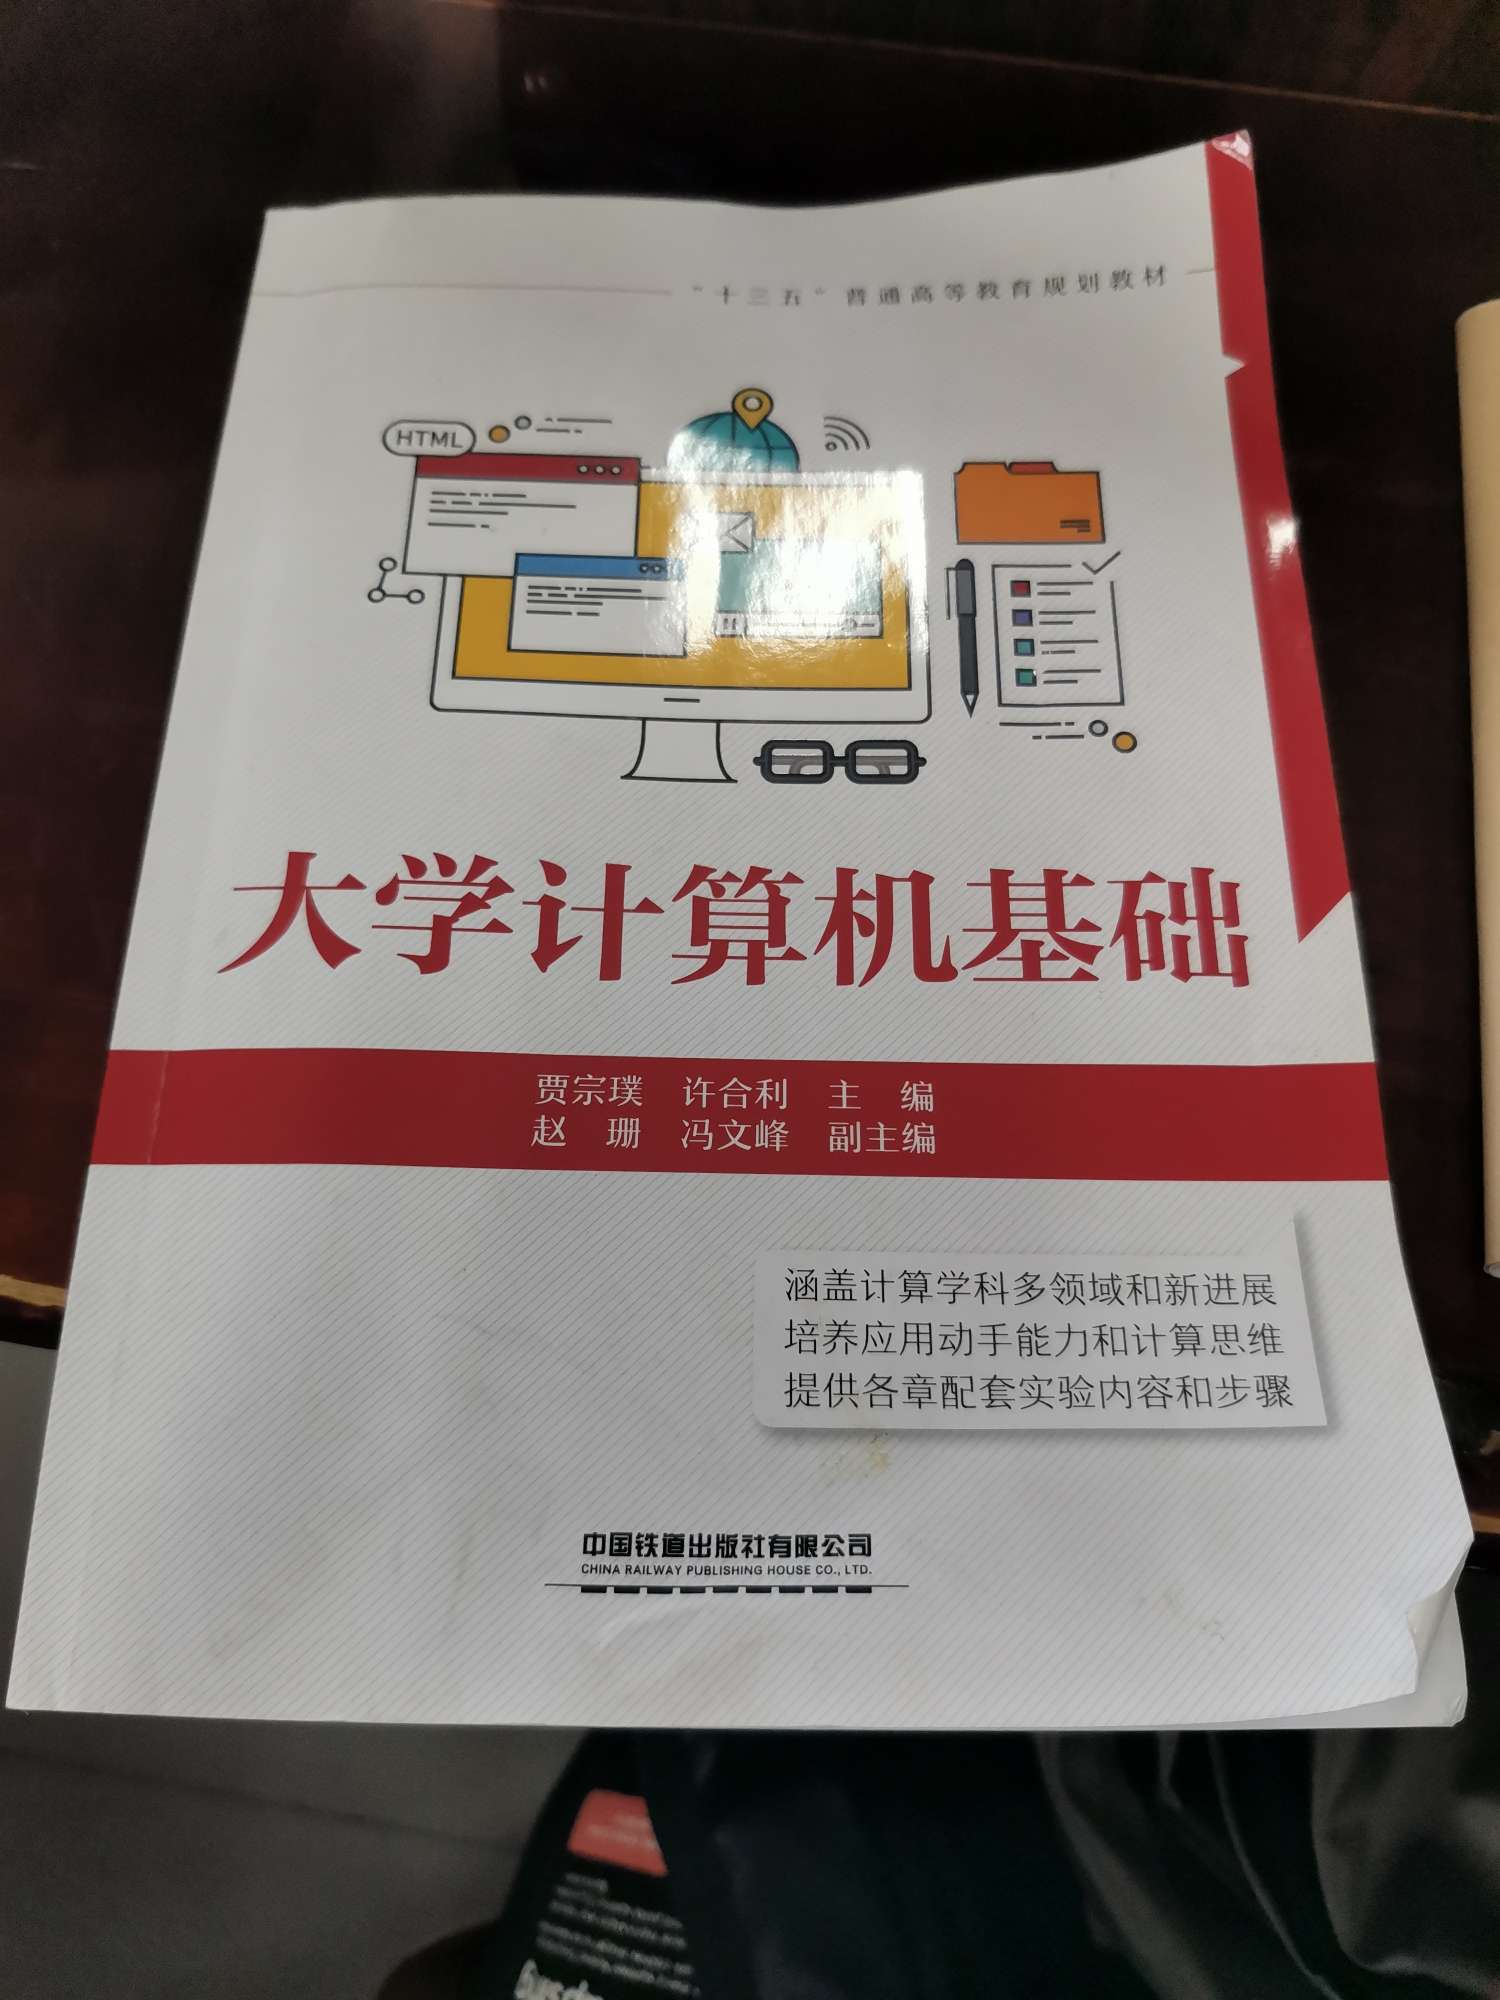 “十三五”普通高等教育规划教材
HTML
大学计算机基础
贾宗璞 许合利 主 编
赵 珊 冯文峰 副主编
涵盖计算学科多领域和新进展
培养应用动手能力和计算思维
提供各章配套实验内容和步骤
中国铁道出版社有限公司
CHINA RAILWAY PUBLISHING HOUSE CO., LTD.